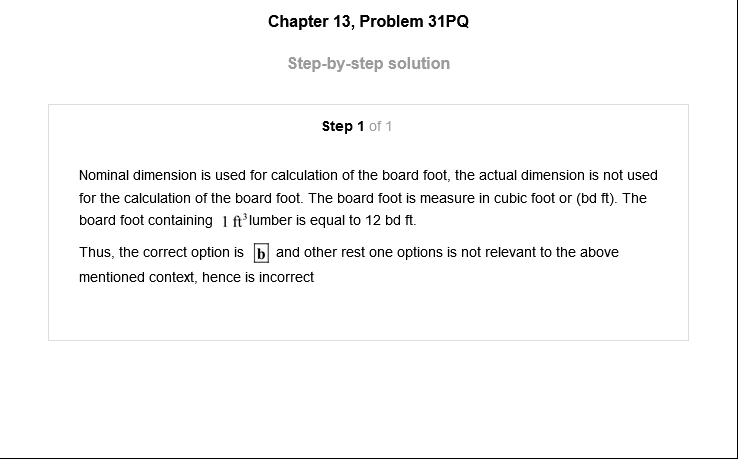 Chapter 13, Problem 31PQ
Step-by-step solution
Step 1 of 1
Nominal dimension is used for calculation of the board foot, the actual dimension is not used
for the calculation of the board foot. The board foot is measure in cubic foot or (bd ft). The
board foot containing 1 ft³ lumber is equal to 12 bd ft.
Thus, the correct option is b and other rest one options is not relevant to the above
mentioned context, hence is incorrect